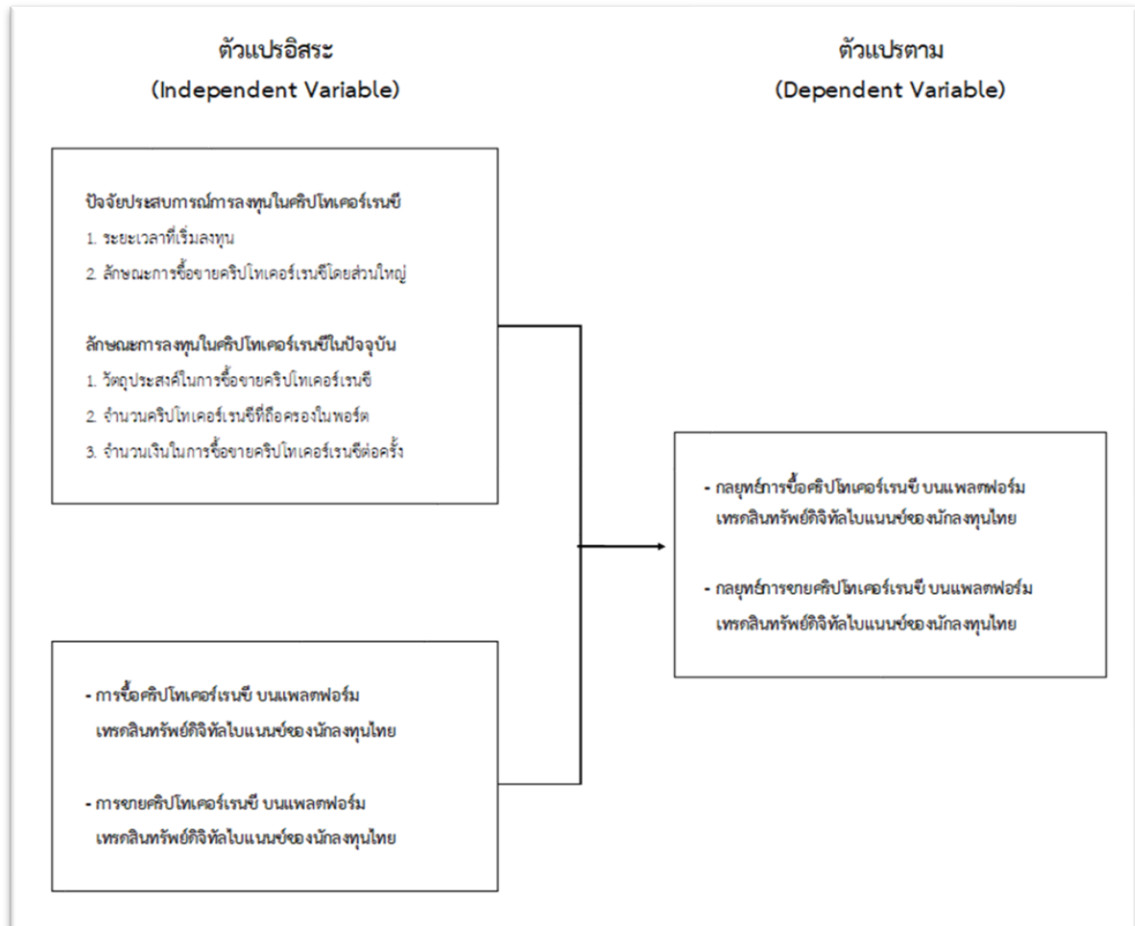 ตัวแปรอิสระ
(Independent Variable)
ปัจจัยประสบการณ์การลงทุนในคริปโทเคอร์เรนซี
1. ระยะเวลาที่เริ่มลงทุน
2. ลักษณะการซื้อขายคริปโทเคอร์เรนซีโดยส่วนใหญ่
ลักษณะการลงทุนในคริปโทเคอร์เรนซีในปัจจุบัน
1. วัตถุประสงค์ในการซื้อขายคริปโทเคอร์เรนซี
2. จำนวนคริปโทเคอร์เรนซีที่ถือครองในพอร์ต
3. จำนวนเงินในการซื้อขายคริปโทเคอร์เรนซีต่อครั้ง
- การซื้อคริปโทเคอร์เรนซี บนแพลตฟอร์ม
เทรดสินทรัพย์ดิจิทัลไบแนนซ์ของนักลงทุนไทย
- การขายคริปโทเคอร์เรนซี บนแพลตฟอร์ม
เทรดสินทรัพย์ดิจิทัลไบแนนซ์ของนักลงทุนไทย
ตัวแปรตาม
(Dependent Variable)
- กลยุทธ์การซื้อคริปโทเคอร์เรนซี บนแพลตฟอร์ม
เทรดสินทรัพย์ดิจิทัลไบแนนซ์ของนักลงทุนไทย
- กลยุทธ์การขายคริปโทเคอร์เรนซี บนแพลตฟอร์ม
เทรดสินทรัพย์ดิจิทัลไบแนนซ์ของนักลงทุนไทย